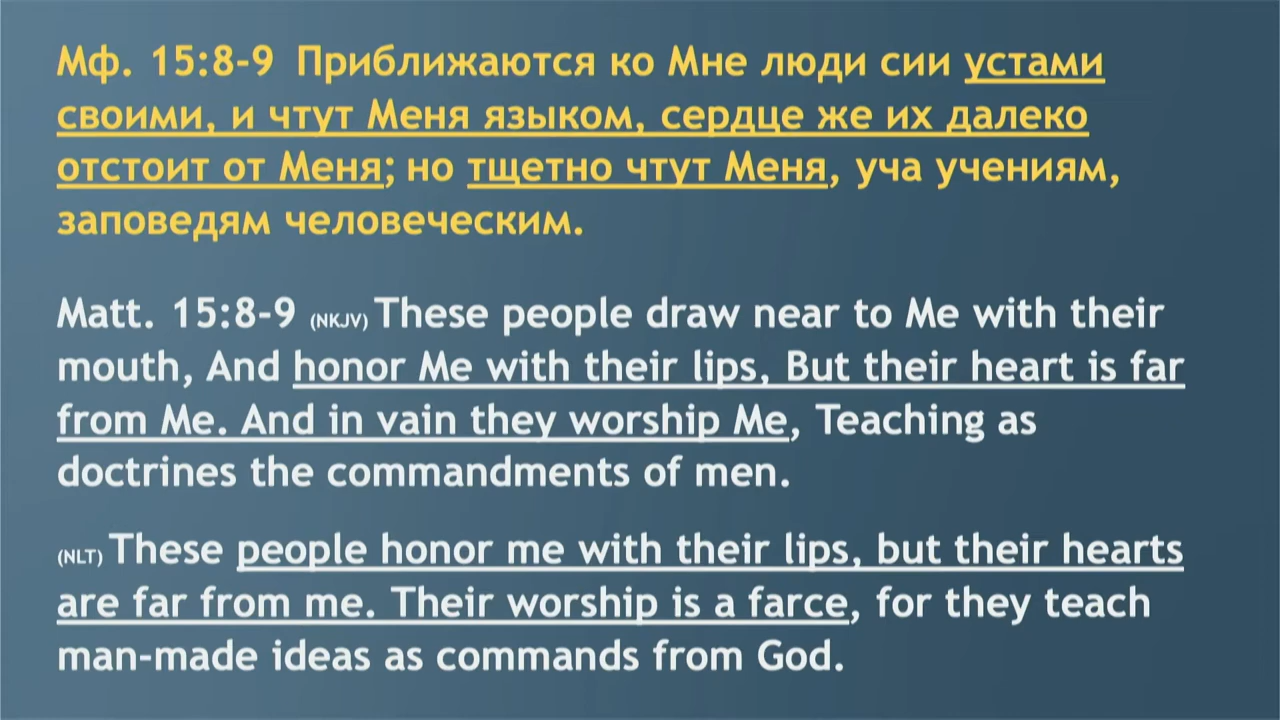 Мф. 15:8-9 Приближаются ко Мне люди сии устами
своими, и чтут Меня языком, сердце же их далеко
отстоит от Меня; но тщетно чтут Меня, уча учениям,
заповедям человеческим.
Matt. 15:8-9 (NKJV) These people draw near to Me with their
mouth, And honor Me with their lips, But their heart is far
from Me. And in vain they worship Me, Teaching as
doctrines the commandments of men.
(NLT) These people honor me with their lips, but their hearts
are far from me. Their worship is a farce, for they teach
man-made ideas as commands from God.